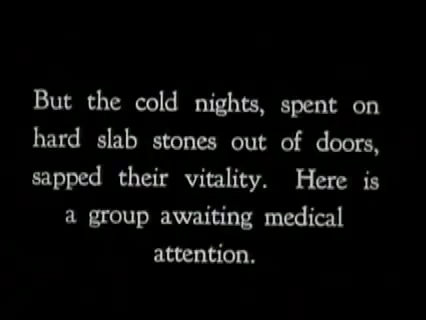 But the cold nights, spent on
hard slab stones out of doors,
sapped their vitality. Here is
a group awaiting medical
attention.